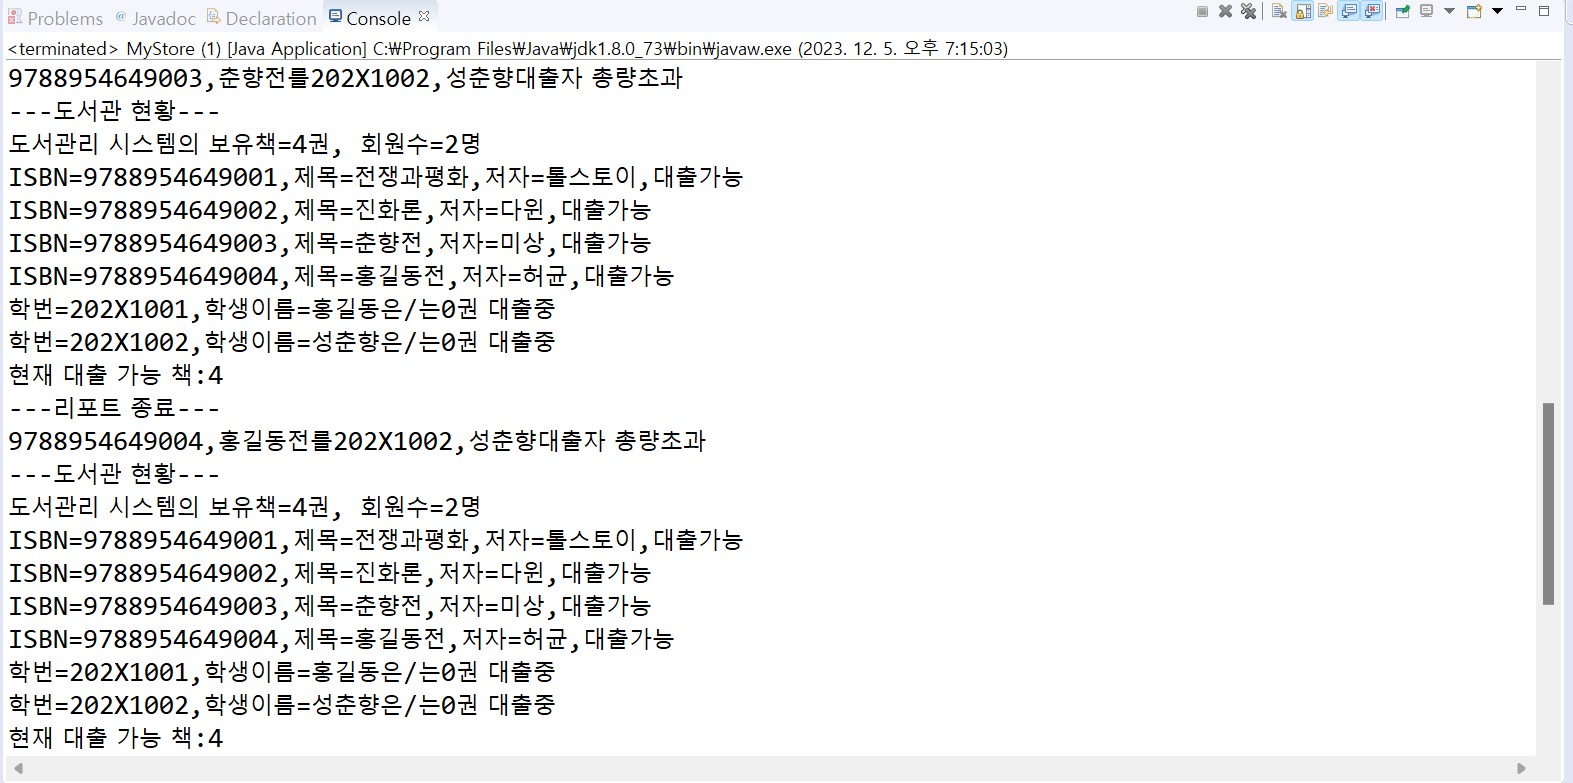 Problems @ Javadoc Declaration Console
<terminated> MyStore (1) [Java Application] C:₩Program Files₩Java₩jdk1.8.0_73₩bin₩javaw.exe (2023. 12. 5. 오후 7:15:03)
9788954649003,춘향전를202X1002,성춘향대출자 총량초과
---도서관 현황---
도서관리 시스템의 보유책=4권, 회원수=2명
ISBN=9788954649001,제목=전쟁과평화,저자=톨스토이,대출가능
ISBN=9788954649002,제목=진화론,저자=다윈,대출가능
ISBN=9788954649003,제목=춘향전,저자=미상,대출가능
ISBN=9788954649004,제목=홍길동전,저자=허균,대출가능
학번=202X1001,학생이름=홍길동은/는0권 대출중
학번=202X1002,학생이름=성춘향은/는0권 대출중
현재 대출 가능 책:4
---리포트 종료---
9788954649004,홍길동전를202X1002,성춘향대출자 총량초과
---도서관 현황---
도서관리 시스템의 보유책=4권, 회원수=2명
ISBN=9788954649001,제목=전쟁과평화,저자=톨스토이,대출가능
ISBN=9788954649002,제목=진화론,저자=다윈,대출가능
ISBN=9788954649003,제목=춘향전,저자=미상,대출가능
ISBN=9788954649004,제목=홍길동전,저자=허균,대출가능
학번=202X1001,학생이름=홍길동은/는0권 대출중
학번=202X1002,학생이름=성춘향은/는0권 대출중
현재 대출 가능 책:4